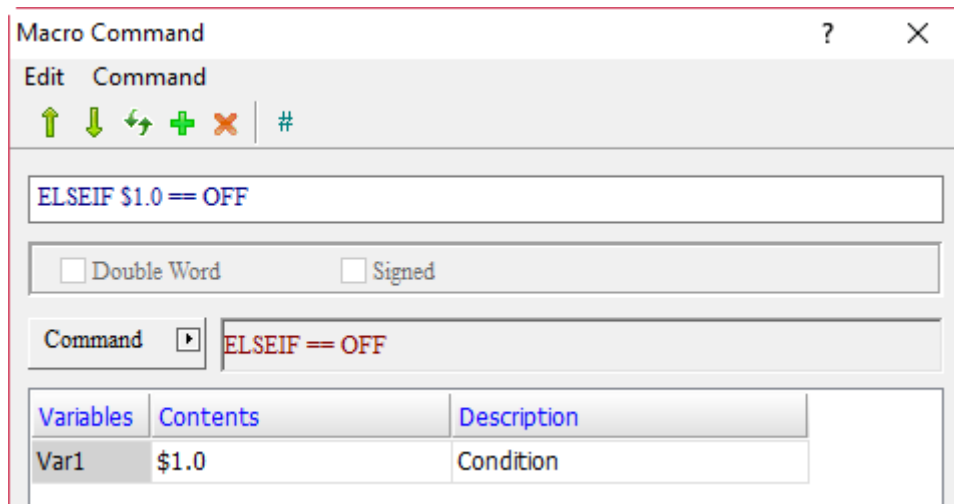 Macro Command ? ×
Edit Command
#
ELSEIF $1.0 == OFF
Double Word Signed
Command ELSEIF == OFF
Variables Contents Description
Var1 $1.0 Condition